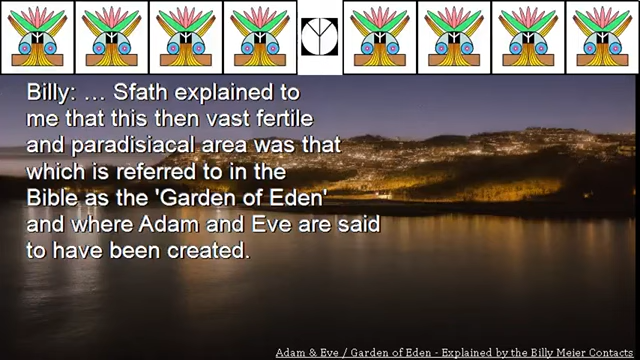 Billy: … Sfath explained to
me that this then vast fertile
and paradisiacal area was that
which is referred to in the
Bible as the 'Garden of Eden'
and where Adam and Eve are said
to have been created.
Adam & Eve / Garden of Eden - Explained by the Billy Meier Contacts